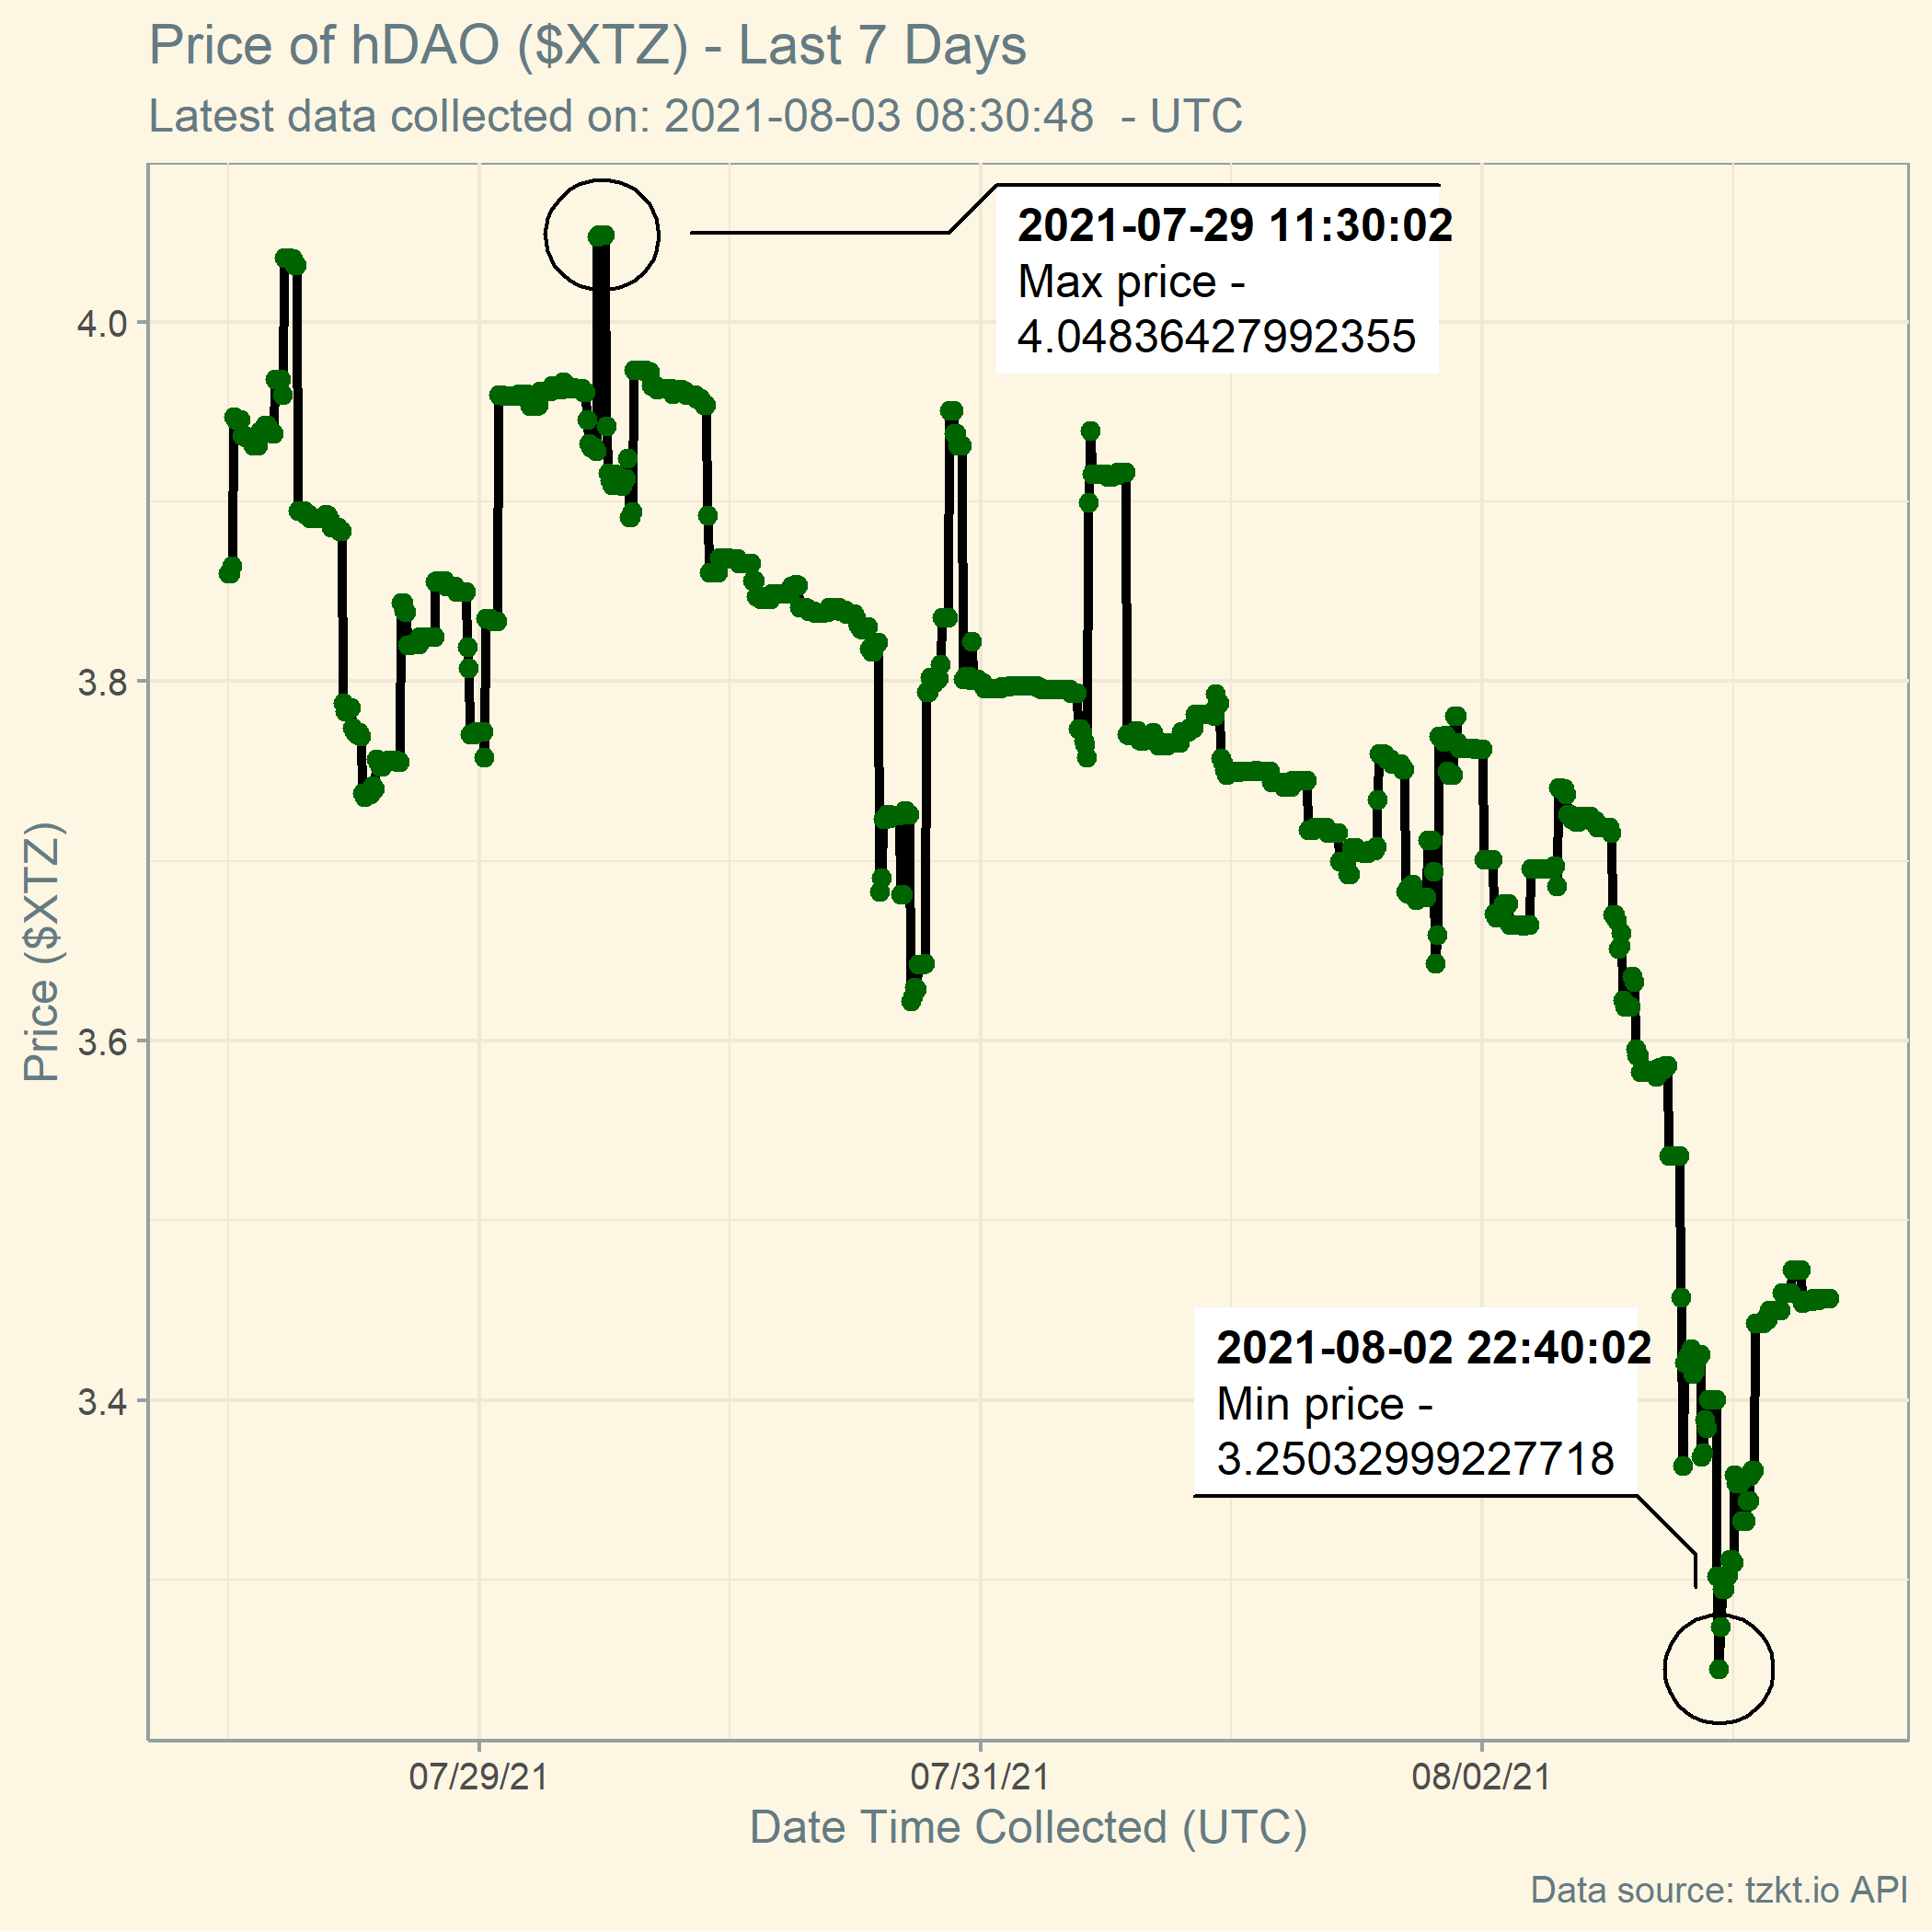 Price of hDAO ($XTZ) - Last 7 Days
Latest data collected on: 2021-08-03 08:30:48  - UTC
2021-07-29 11:30:02
Max price -
4.04836427992355
4.0
3.8
3.6
3.4
Price ($XTZ)
2021-08-02 22:40:02
Min price -
3.25032999227718
07/29/21
07/31/21
08/02/21
Date Time Collected (UTC)
Data source: tzkt.io API